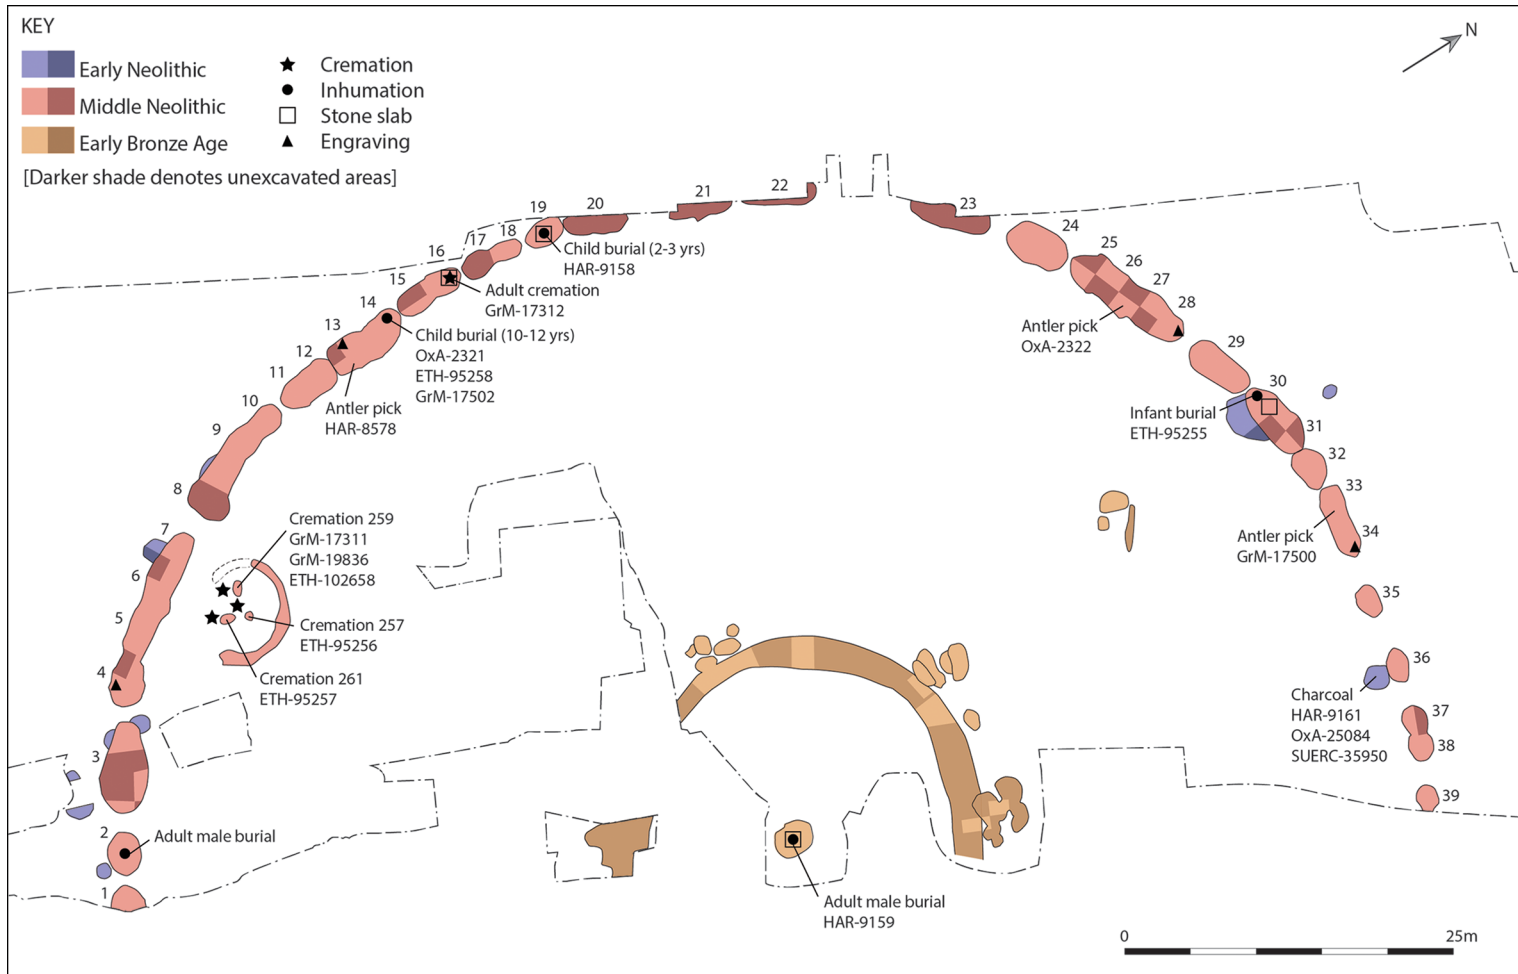 KEY
Early Neolithic
Middle Neolithic
Early Bronze Age
[Darker shade denotes unexcavated areas]
Cremation
Inhumation
Stone slab
Engraving
N
1
2
3
4
5
6
7
8
9
10
11
12
13
14
15
16
17
18
19
20
21
22
23
24
25
26
27
28
29
30
31
32
33
34
35
36
37
38
39
Child burial (2-3 yrs)
HAR-9158
Adult cremation
GrM-17312
Child burial (10-12 yrs)
OxA-2321
ETH-95258
GrM-17502
Antler pick
HAR-8578
Antler pick
OxA-2322
Infant burial
ETH-95255
Antler pick
GrM-17500
Cremation 259
GrM-17311
GrM-19836
ETH-102658
Cremation 257
ETH-95256
Cremation 261
ETH-95257
Charcoal
HAR-9161
OxA-25084
SUERC-35950
Adult male burial
Adult male burial
HAR-9159
0
25m